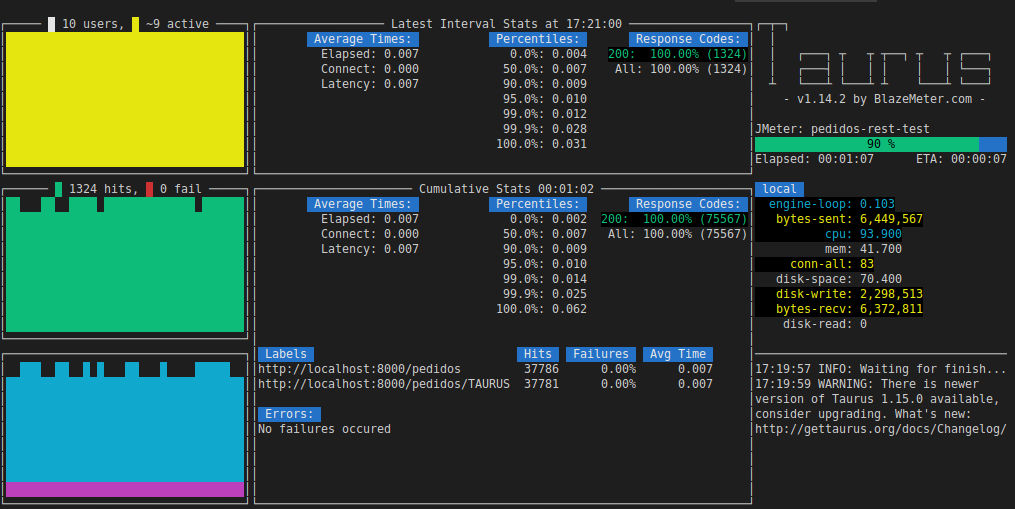 10 users, ~9 active
Latest Interval Stats at 17:21:00
Average Times: Percentiles: Response Codes:
Elapsed: 0.007 0.0%: 0.004 200: 100.00% (1324)
Connect: 0.000 50.0%: 0.007 All: 100.00% (1324)
Latency: 0.007 90.0%: 0.009
95.0%: 0.010
99.0%: 0.012
99.9%: 0.028
100.0%: 0.031
TAURUS
- v1.14.2 by BlazeMeter.com -
JMeter: pedidos-rest-test
90 %
Elapsed: 00:01:07 ETA: 00:00:07
1324 hits, 0 fail
Cumulative Stats 00:01:02
Average Times: Percentiles: Response Codes:
Elapsed: 0.007 0.0%: 0.002 200: 100.00% (75567)
Connect: 0.000 50.0%: 0.007 All: 100.00% (75567)
Latency: 0.007 90.0%: 0.009
95.0%: 0.010
99.0%: 0.014
99.9%: 0.025
100.0%: 0.062
local
engine-loop: 0.103
bytes-sent: 6,449,567
cpu: 93.900
mem: 41.700
conn-all: 83
disk-space: 70.400
disk-write: 2,298,513
bytes-recv: 6,372,811
disk-read: 0
Labels Hits Failures Avg Time
http://localhost:8000/pedidos 37786 0.00% 0.007
http://localhost:8000/pedidos/TAURUS 37781 0.00% 0.007
Errors:
No failures occured
17:19:57 INFO: Waiting for finish...
17:19:59 WARNING: There is newer
version of Taurus 1.15.0 available,
consider upgrading. What's new:
http://gettaurus.org/docs/Changelog/